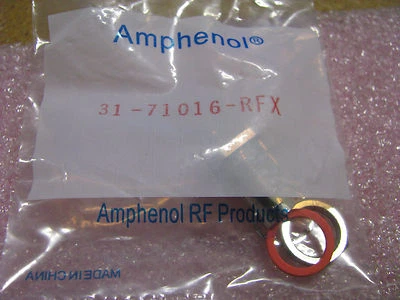 Amphenol®
31-71016-RFX
Amphenol RF Products
MADE IN CHINA